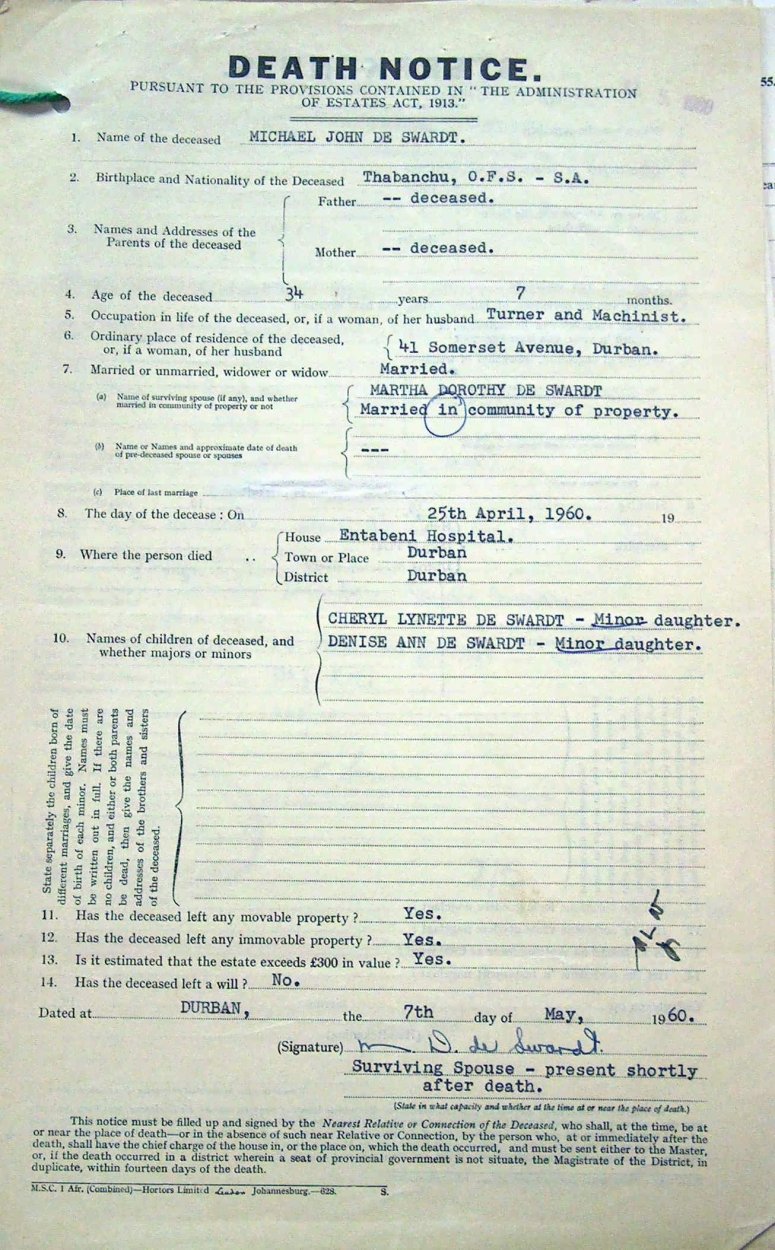 DEATH NOTICE.
PURSUANT TO THE PROVISIONS CONTAINED IN "THE ADMINISTRATION
OF ESTATES ACT, 1913."
1. Name of the deceased MICHAEL JOHN DE SWARDT.
2. Birthplace and Nationality of the Deceased Thabanchu, O.F.S. - S.A.
3. Names and Addresses of the Parents of the deceased
Father -- deceased.
Mother -- deceased.
4. Age of the deceased 34 years 7 months.
5. Occupation in life of the deceased, or, if a woman, of her husband Turner and Machinist.
6. Ordinary place of residence of the deceased,
or, if a woman, of her husband 41 Somerset Avenue, Durban.
7. Married or unmarried, widower or widow Married.
(a) Name of surviving spouse (if any), and whether
married in community of property or not
MARTHA DOROTHY DE SWARDT
Married in community of property.
(b) Name or Names and approximate date of death
of pre-deceased spouse or spouses ---
(c) Place of last marriage
8. The day of the decease : On 25th April, 1960. 19
9. Where the person died ..
House Entabeni Hospital.
Town or Place Durban
District Durban
10. Names of children of deceased, and
whether majors or minors
CHERYL LYNETTE DE SWARDT - Minor daughter.
DENISE ANN DE SWARDT - Minor daughter.
State separately the children born of
different marriages, and give the date
of birth of each minor. Names must
be written out in full. If there are
no children, and either or both parents
be dead, then give the names and
addresses of the brothers and sisters
of the deceased.
11. Has the deceased left any movable property ? Yes.
12. Has the deceased left any immovable property ? Yes.
13. Is it estimated that the estate exceeds £300 in value ? Yes.
14. Has the deceased left a will ? No.
Dated at DURBAN, the 7th day of May, 1960.
(Signature) M. D. de Swardt.
Surviving Spouse - present shortly
after death.
(State in what capacity and whether at the time at or near the place of death.)
This notice must be filled up and signed by the Nearest Relative or Connection of the Deceased, who shall, at the time, be at
or near the place of death—or in the absence of such near Relative or Connection, by the person who, at or immediately after the
death, shall have the chief charge of the house in, or the place on, which the death occurred, and must be sent either to the Master,
or, if the death occurred in a district wherein a seat of provincial government is not situate, the Magistrate of the District, in
duplicate, within fourteen days of the death.
M.S.C. 1 Afr. (Combined)—Hortors Limited Johannesburg.—628. S.
55.